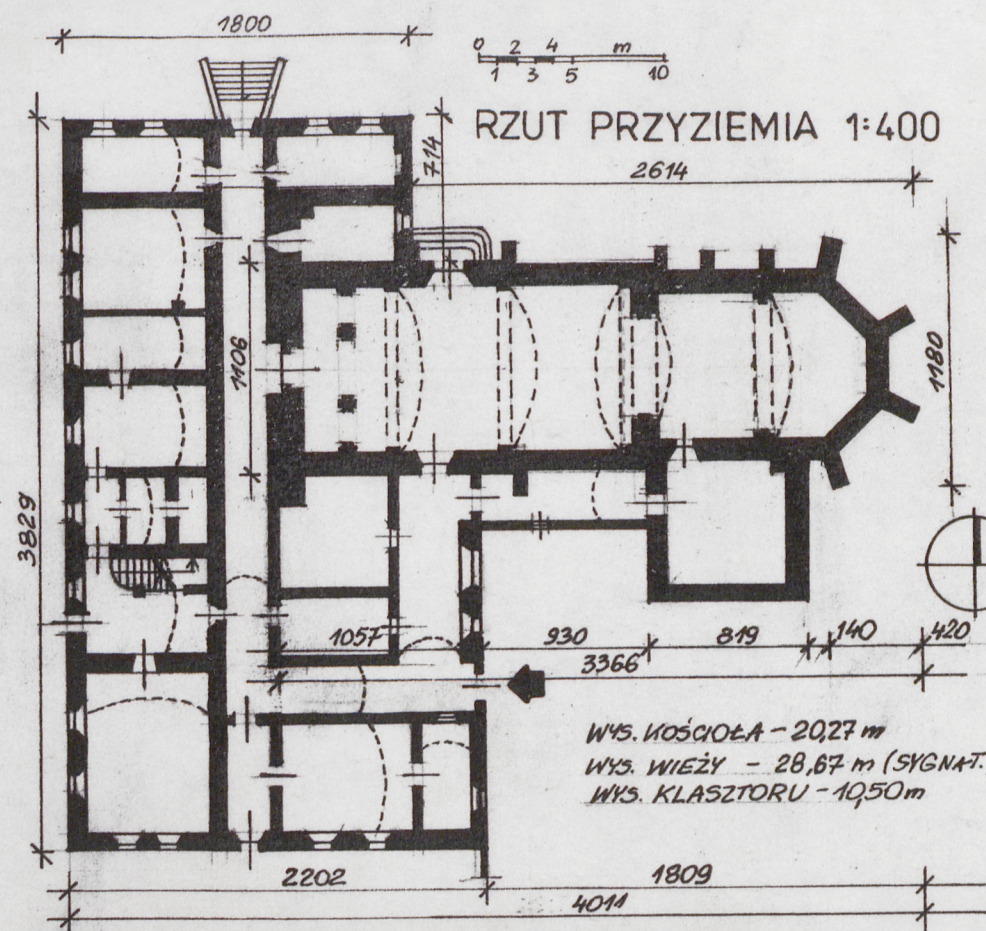 1800
0 2 4 m
1 3 5 10
RZUT PRZYZIEMIA 1:400
714
2614
1106
1180
3829
1057
930
819
140
420
3366
WYS. KOŚCIOŁA - 20,27 m
WYS. WIEŻY - 28,67 m (SYGNAT.
WYS. KLASZTORU - 10,50 m
2202
1809
4011